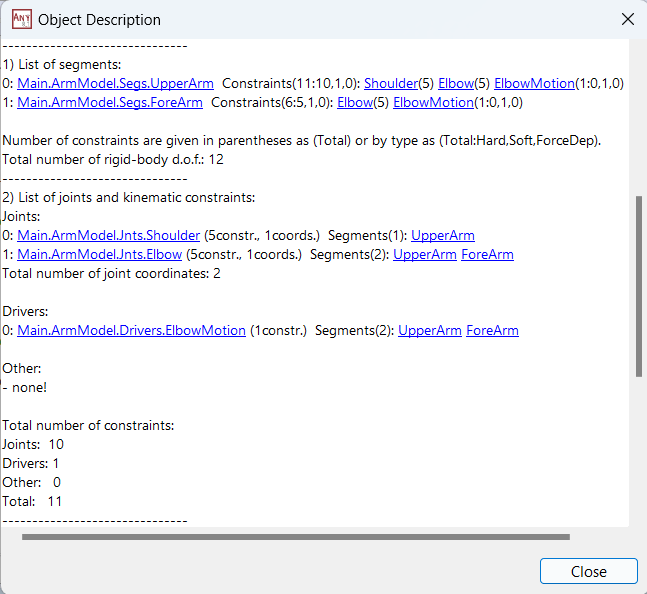 ANY
Object Description
-------------------------------
1) List of segments:
0: Main.ArmModel.Segs.UpperArm Constraints(11:10,1,0): Shoulder(5) Elbow(5) ElbowMotion(1:0,1,0)
1: Main.ArmModel.Segs.ForeArm Constraints(6:5,1,0): Elbow(5) ElbowMotion(1:0,1,0)
Number of constraints are given in parentheses as (Total) or by type as (Total:Hard,Soft,ForceDep).
Total number of rigid-body d.o.f.: 12
-------------------------------
2) List of joints and kinematic constraints:
Joints:
0: Main.ArmModel.Jnts.Shoulder (5constr., 1coords.) Segments(1): UpperArm
1: Main.ArmModel.Jnts.Elbow (5constr., 1coords.) Segments(2): UpperArm ForeArm
Total number of joint coordinates: 2
Drivers:
0: Main.ArmModel.Drivers.ElbowMotion (1constr.) Segments(2): UpperArm ForeArm
Other:
- none!
Total number of constraints:
Joints: 10
Drivers: 1
Other: 0
Total: 11
-------------------------------
Close